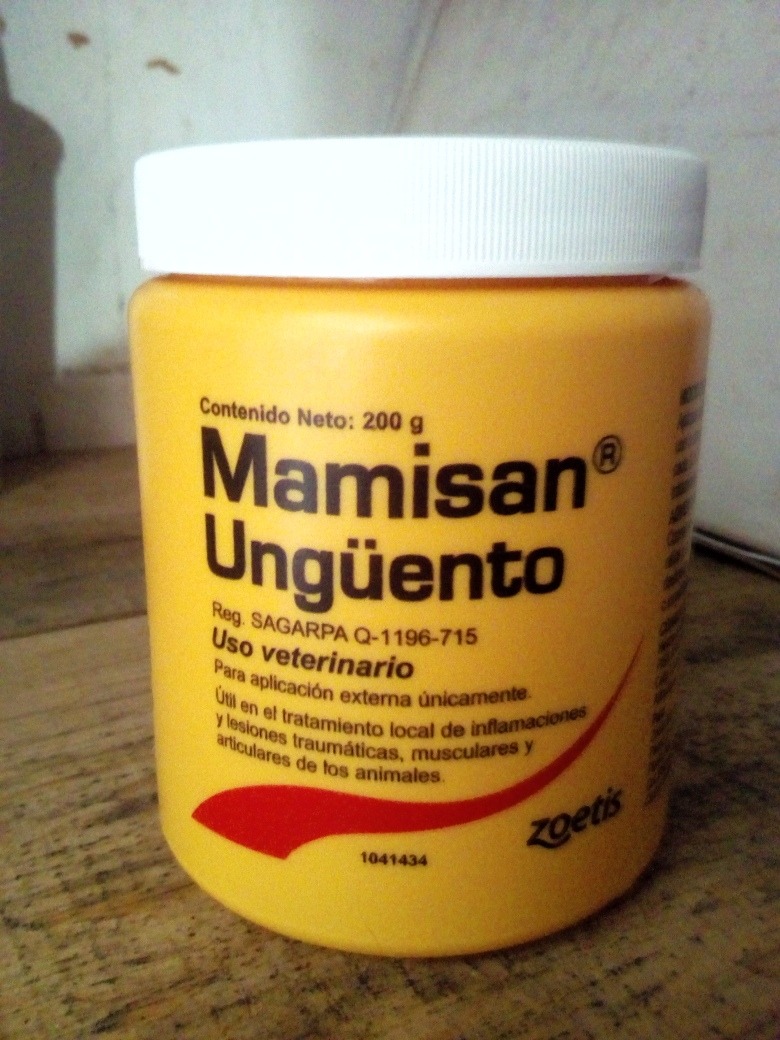 Contenido Neto: 200 g
Mamisan®
Ungüento
Reg. SAGARPA Q-1196-715
Uso veterinario
Para aplicación externa únicamente.
Útil en el tratamiento local de inflamaciones
y lesiones traumáticas, musculares y
articulares de los animales.
zoetis
1041434